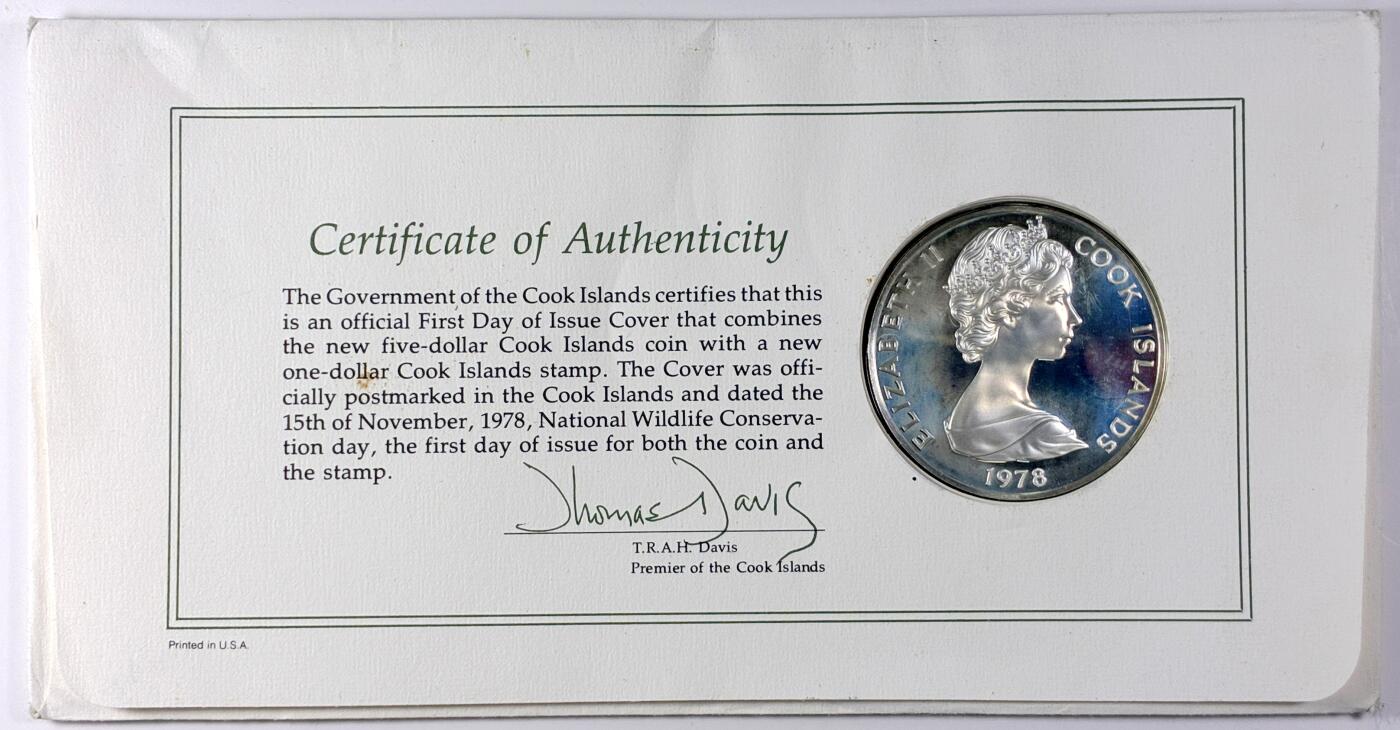 Certificate of Authenticity
The Government of the Cook Islands certifies that this
is an official First Day of Issue Cover that combines
the new five-dollar Cook Islands coin with a new
one-dollar Cook Islands stamp. The Cover was offi-
cially postmarked in the Cook Islands and dated the
15th of November, 1978, National Wildlife Conserva-
tion day, the first day of issue for both the coin and
the stamp.
Thomas Davis
T.R.A.H. Davis
Premier of the Cook Islands
Printed in U.S.A.
ELIZABETH II
COOK ISLANDS
1978